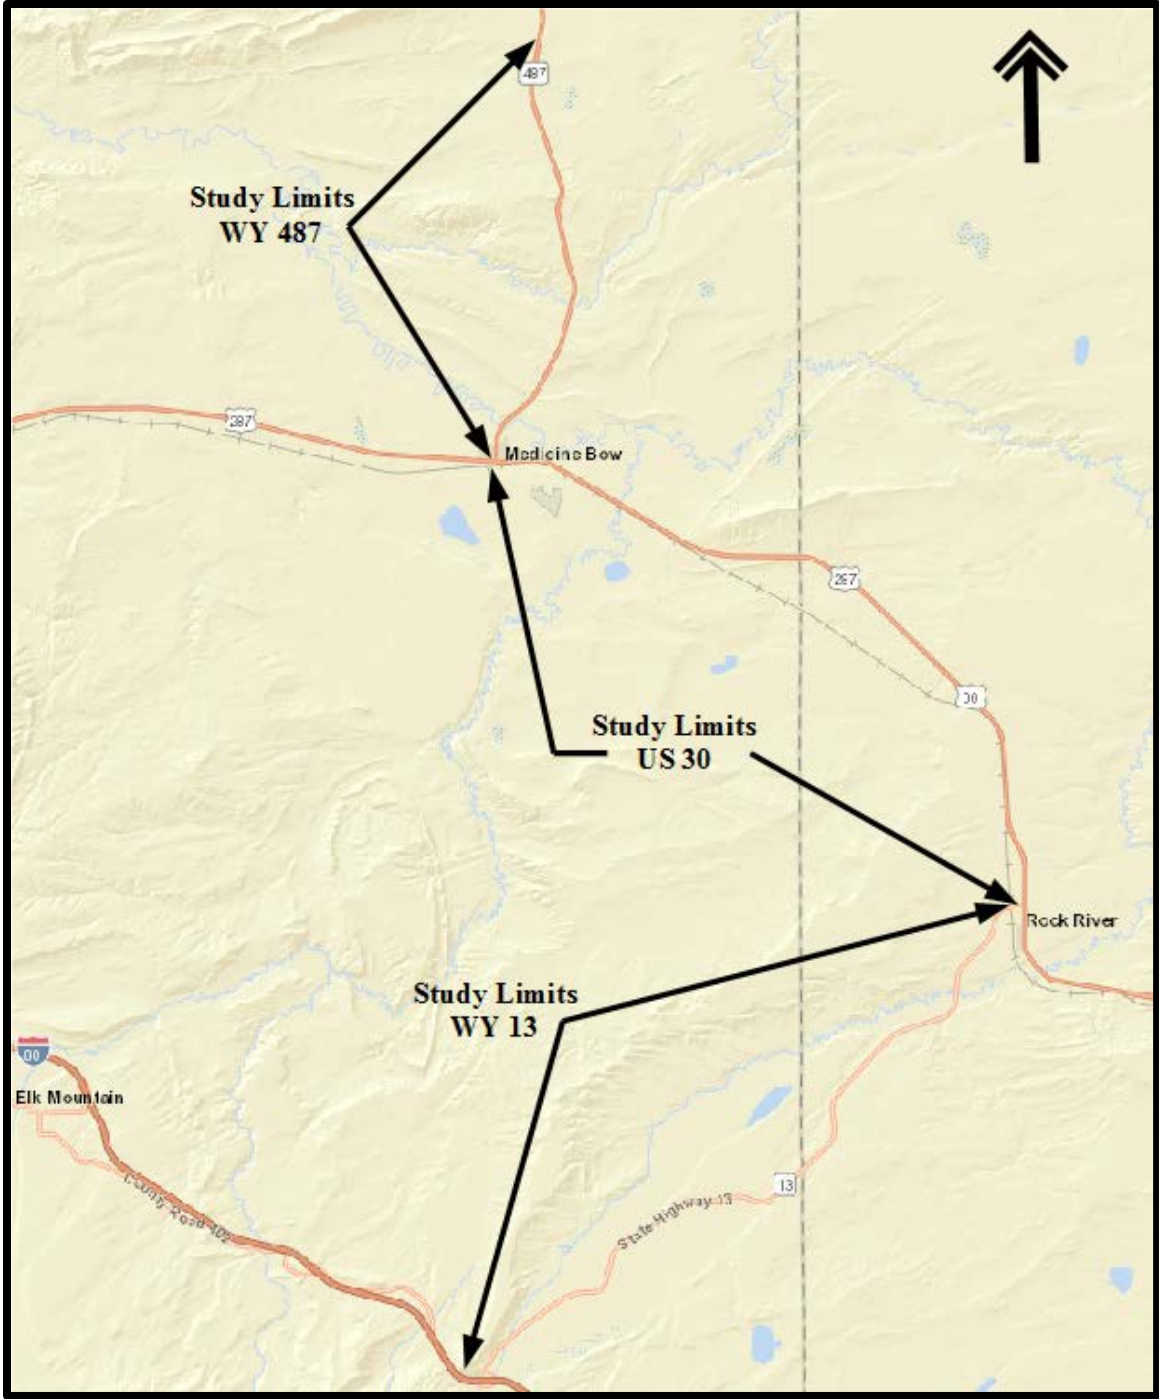 487
Study Limits
WY 487
287
Medicine Bow
287
30
Study Limits
US 30
Rock River
Study Limits
WY 13
Elk Mountain
County Road 402
13
State Highway 13